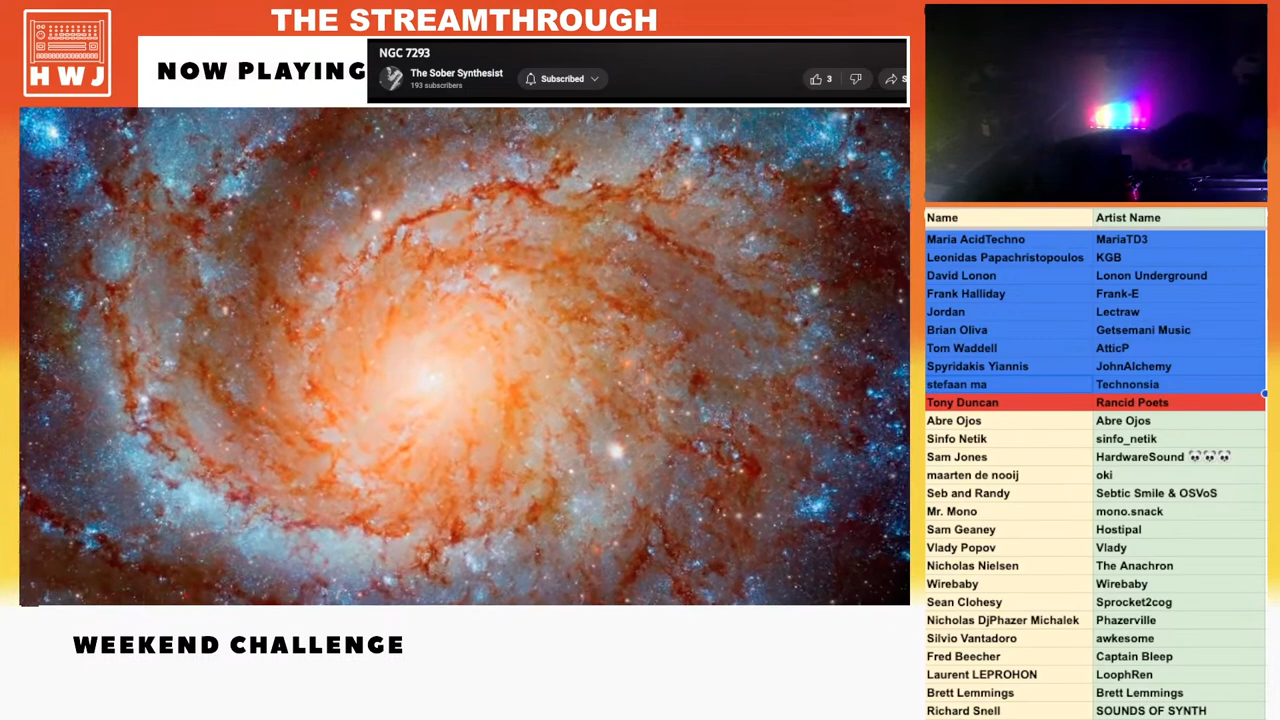 THE STREAMTHROUGH
HWJ
NOW PLAYING
NGC 7293
The Sober Synthesist
193 subscribers
Subscribed
3
S
WEEKEND CHALLENGE
Name Artist Name
Maria AcidTechno MariaTD3
Leonidas Papachristopoulos KGB
David Lonon Lonon Underground
Frank Halliday Frank-E
Jordan Lectraw
Brian Oliva Getsemani Music
Tom Waddell AtticP
Spyridakis Yiannis JohnAlchemy
stefaan ma Technonsia
Tony Duncan Rancid Poets
Abre Ojos Abre Ojos
Sinfo Netik sinfo_netik
Sam Jones HardwareSound 🐼🐼🐼
maarten de nooij oki
Seb and Randy Sebtic Smile & OSVoS
Mr. Mono mono.snack
Sam Geaney Hostipal
Vlady Popov Vlady
Nicholas Nielsen The Anachron
Wirebaby Wirebaby
Sean Clohesy Sprocket2cog
Nicholas DjPhazer Michalek Phazerville
Silvio Vantadoro awkesome
Fred Beecher Captain Bleep
Laurent LEPROHON LoophRen
Brett Lemmings Brett Lemmings
Richard Snell SOUNDS OF SYNTH